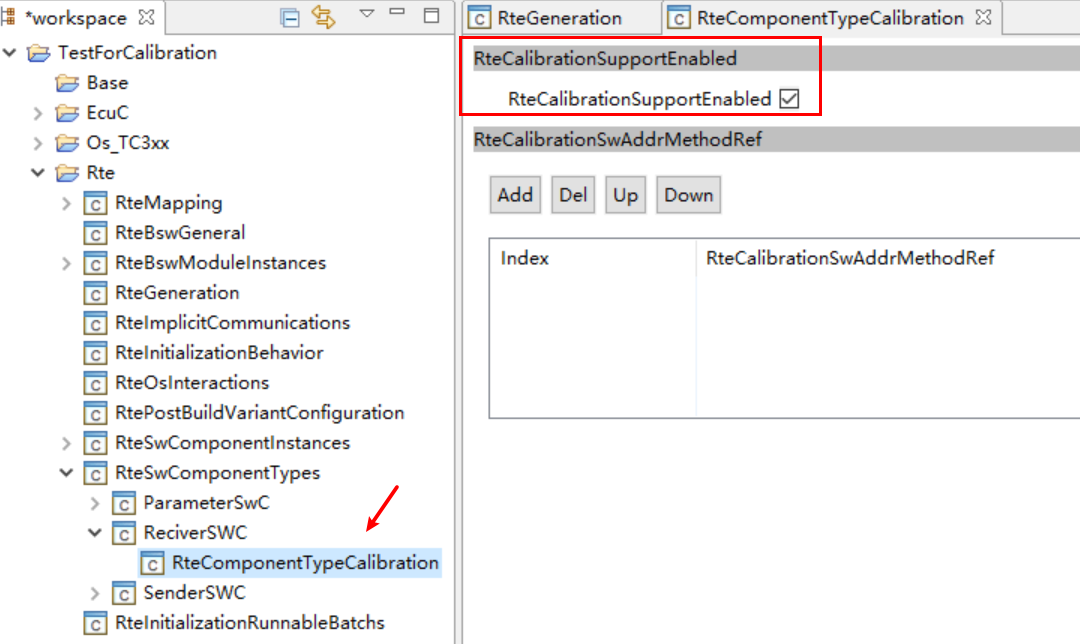 *workspace
TestForCalibration
Base
EcuC
Os_TC3xx
Rte
RteMapping
RteBswGeneral
RteBswModuleInstances
RteGeneration
RteImplicitCommunications
RteInitializationBehavior
RteOsInteractions
RtePostBuildVariantConfiguration
RteSwComponentInstances
RteSwComponentTypes
ParameterSwC
ReciverSWC
RteComponentTypeCalibration
SenderSWC
RteInitializationRunnableBatchs
RteGeneration
RteComponentTypeCalibration
RteCalibrationSupportEnabled
RteCalibrationSupportEnabled
RteCalibrationSwAddrMethodRef
Add Del Up Down
Index RteCalibrationSwAddrMethodRef